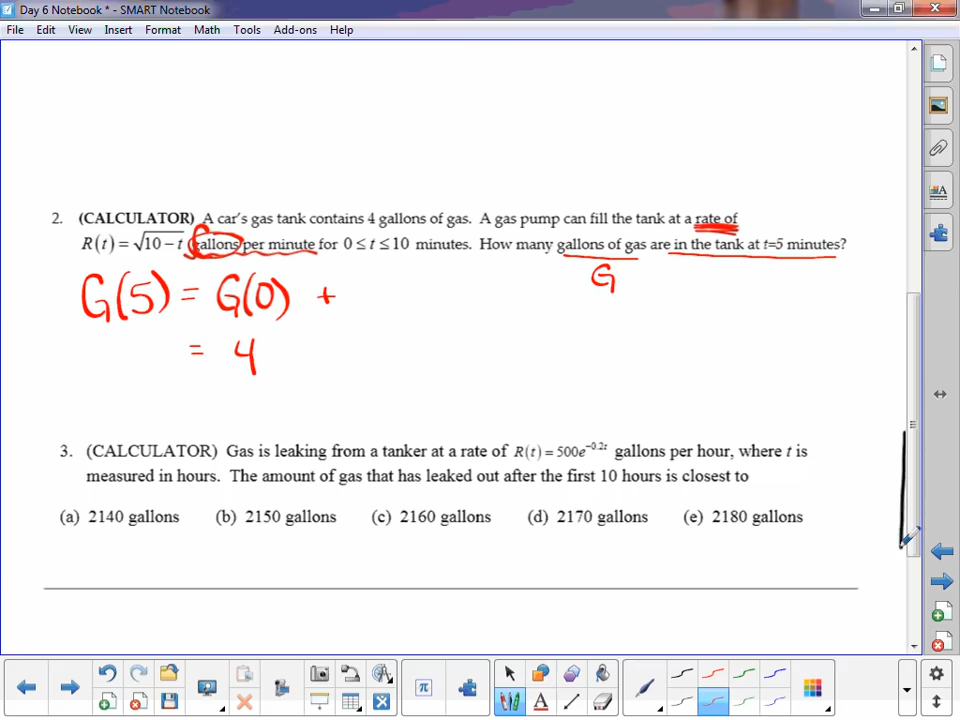 Day 6 Notebook * - SMART Notebook
File Edit View Insert Format Math Tools Add-ons Help
2. (CALCULATOR) A car's gas tank contains 4 gallons of gas. A gas pump can fill the tank at a rate of
R(t) = √10 − t gallons per minute for 0 ≤ t ≤ 10 minutes. How many gallons of gas are in the tank at t=5 minutes?
G
G(5) = G(0) +
= 4
3. (CALCULATOR) Gas is leaking from a tanker at a rate of R(t) = 500e^−0.2t gallons per hour, where t is
measured in hours. The amount of gas that has leaked out after the first 10 hours is closest to
(a) 2140 gallons (b) 2150 gallons (c) 2160 gallons (d) 2170 gallons (e) 2180 gallons
π
A